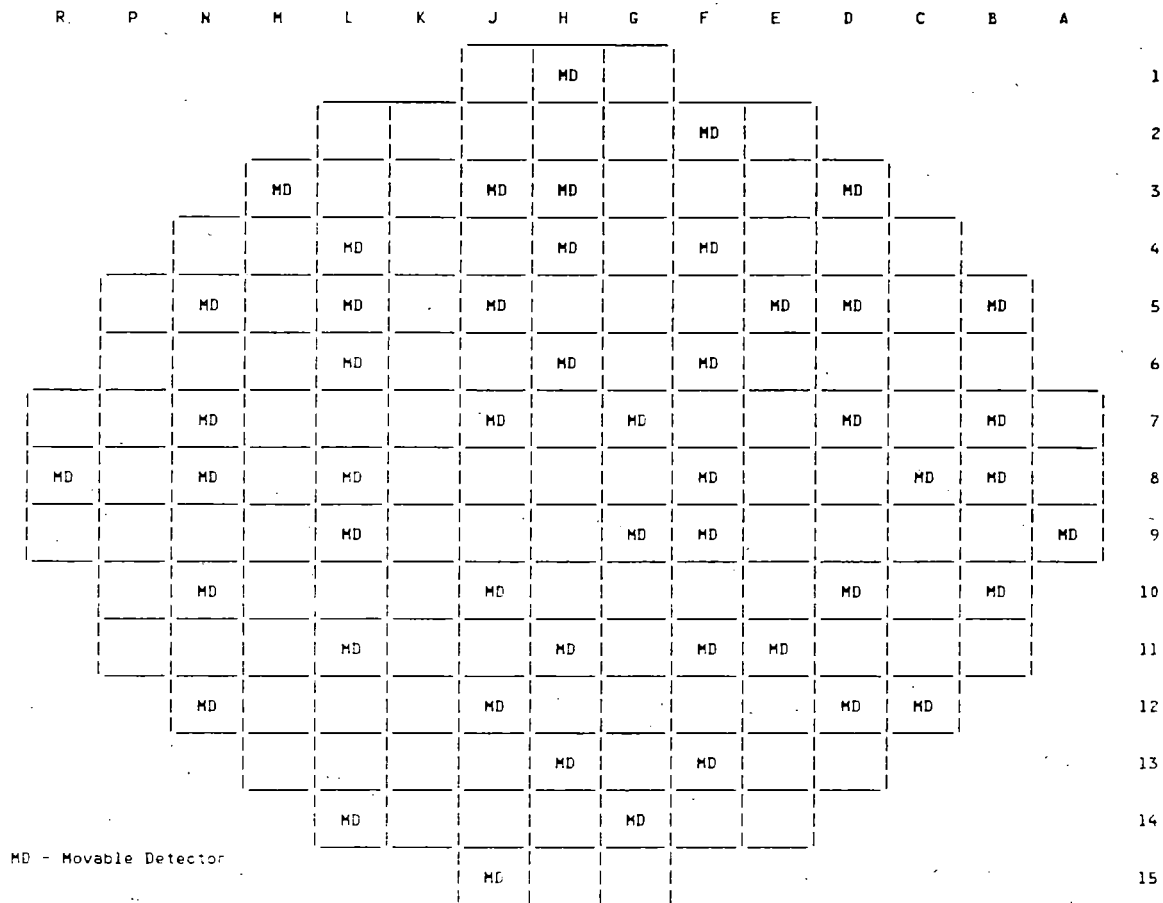 R P N M L K J H G F E D C B A
MD 1
MD 2
MD MD MD MD 3
MD MD MD 4
MD MD MD MD MD MD 5
MD MD MD 6
MD MD MD MD MD 7
MD MD MD MD MD MD 8
MD MD MD MD 9
MD MD MD MD 10
MD MD MD MD 11
MD MD MD MD 12
MD MD 13
MD MD 14
MD - Movable Detector
MD 15